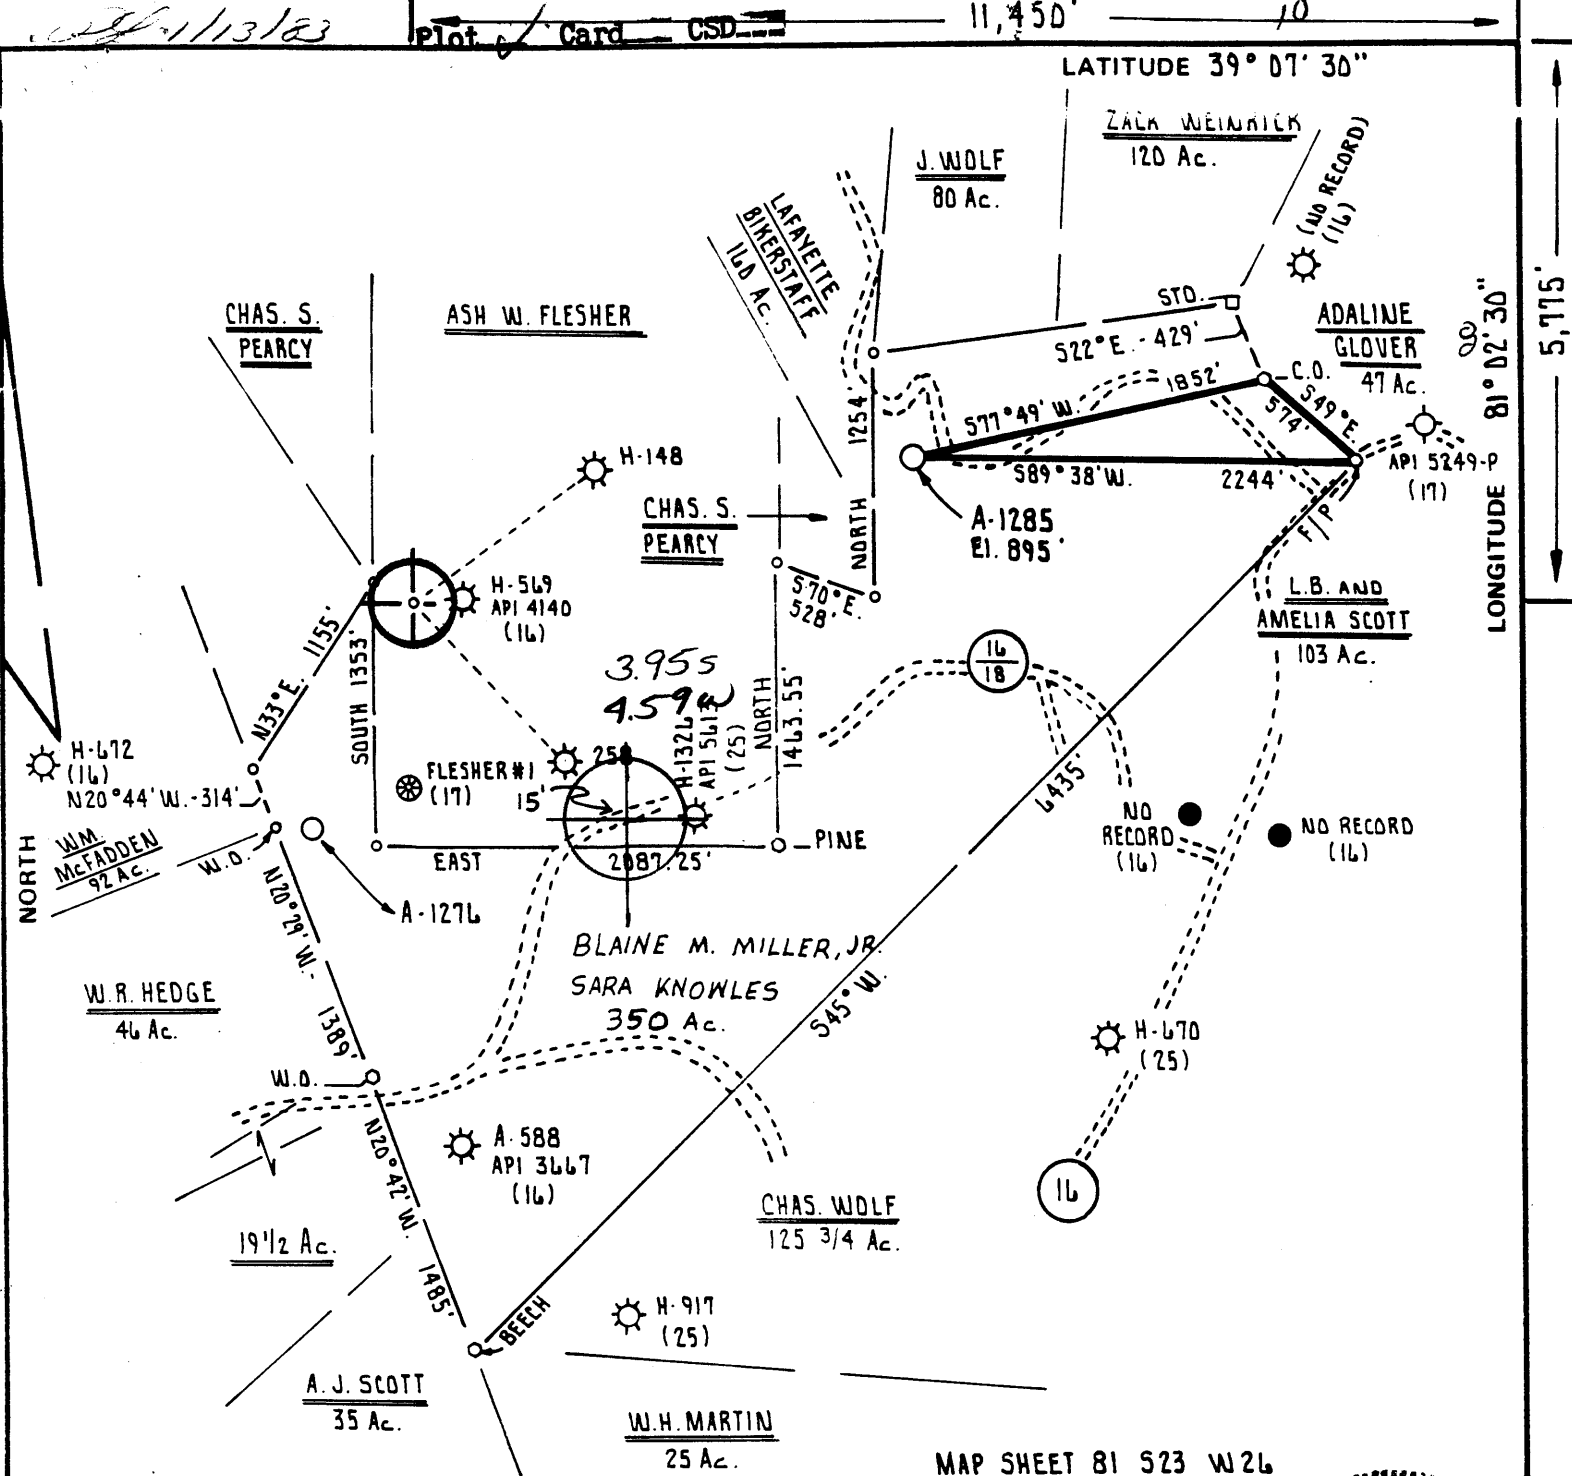 1/13/83
Plot Card CSD
11,450'
10
LATITUDE 39° 07' 30"
ZACK WEINRICK
120 Ac.
J. WOLF
80 Ac.
(NO RECORD)
(16)
LAFAYETTE
BIKERSTAFF
160 Ac.
5,775'
LONGITUDE 81° 02' 30"
CHAS. S.
PEARCY
ASH W. FLESHER
STO.
S22°E. - 429'
ADALINE
GLOVER
47 Ac.
C.O.
1852'
S77°49' W.
S49°E.
574'
1254'
NORTH
S89°38' W.
2244'
API 5249-P
(17)
H-148
CHAS. S.
PEARCY
A-1285
El. 895'
F/P
H-569
API 4140
(16)
S70°E.
528'.
L.B. AND
AMELIA SCOTT
103 Ac.
N33°E.
1155'
SOUTH 1353'
3.95 S
4.59 W
16
18
NORTH
1463.55'
H-1326
API 5613
(25)
H-672
(16)
N20°44' W.-314'
FLESHER #1
(17)
15'
258
6435'
NO
RECORD
(16)
NO RECORD
(16)
NORTH
WM.
McFADDEN
92 Ac.
W.O.
EAST
2087.25'
PINE
A-1276
N20°29' W.-
1389'
BLAINE M. MILLER, JR.
SARA KNOWLES
350 Ac.
S45° W.
W.R. HEDGE
46 Ac.
H-670
(25)
W.O.
N20°42' W.
1485'
A-588
API 3667
(16)
16
CHAS. WOLF
125 3/4 Ac.
19 1/2 Ac.
H-917
(25)
BEECH
A. J. SCOTT
35 Ac.
W.H. MARTIN
25 Ac.
MAP SHEET 81 S23 W26